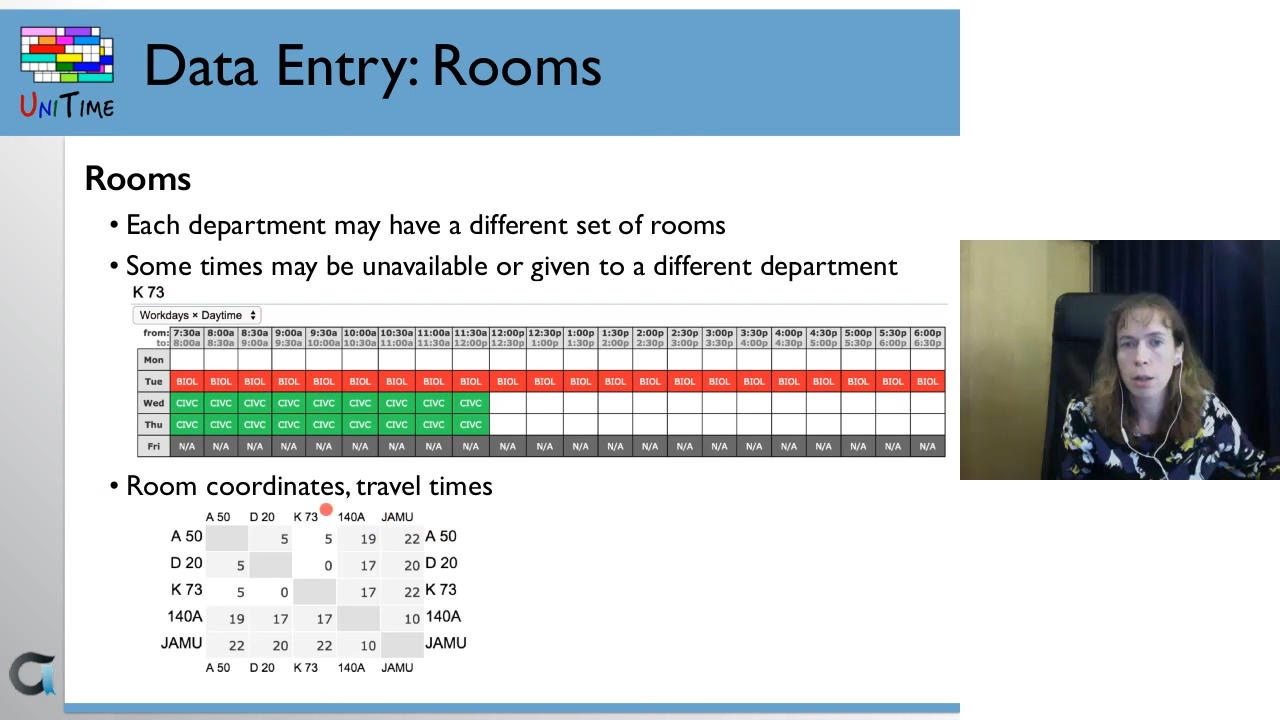 UNITIME
Data Entry: Rooms
Rooms
• Each department may have a different set of rooms
• Some times may be unavailable or given to a different department
K 73
Workdays × Daytime
from: 7:30a 8:00a 8:30a 9:00a 9:30a 10:00a 10:30a 11:00a 11:30a 12:00p 12:30p 1:00p 1:30p 2:00p 2:30p 3:00p 3:30p 4:00p 4:30p 5:00p 5:30p 6:00p
to: 8:00a 8:30a 9:00a 9:30a 10:00a 10:30a 11:00a 11:30a 12:00p 12:30p 1:00p 1:30p 2:00p 2:30p 3:00p 3:30p 4:00p 4:30p 5:00p 5:30p 6:00p 6:30p
Mon
Tue BIOL BIOL BIOL BIOL BIOL BIOL BIOL BIOL BIOL BIOL BIOL BIOL BIOL BIOL BIOL BIOL BIOL BIOL BIOL BIOL BIOL BIOL
Wed CIVC CIVC CIVC CIVC CIVC CIVC CIVC CIVC CIVC
Thu CIVC CIVC CIVC CIVC CIVC CIVC CIVC CIVC CIVC
Fri N/A N/A N/A N/A N/A N/A N/A N/A N/A N/A N/A N/A N/A N/A N/A N/A N/A N/A N/A N/A N/A N/A
• Room coordinates, travel times
A 50 D 20 K 73 140A JAMU
A 50 5 5 19 22 A 50
D 20 5 0 17 20 D 20
K 73 5 0 17 22 K 73
140A 19 17 17 10 140A
JAMU 22 20 22 10 JAMU
A 50 D 20 K 73 140A JAMU